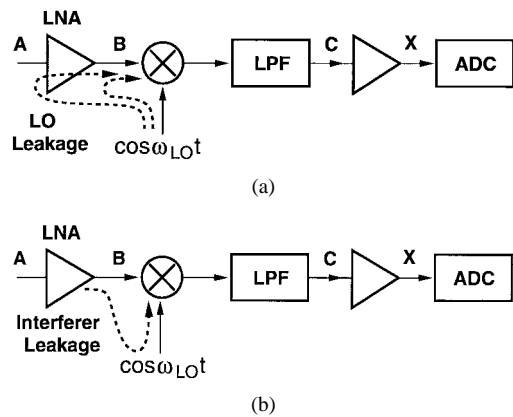 LNA
A B C X
LPF ADC
LO
Leakage
cosωLOt
(a)
LNA
A B C X
LPF ADC
Interferer
Leakage
cosωLOt
(b)